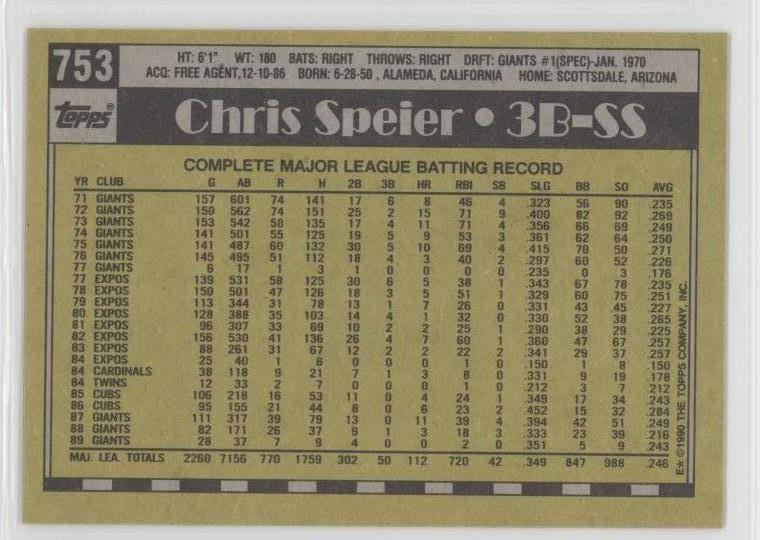 753
HT: 6'1" WT: 180 BATS: RIGHT THROWS: RIGHT DRFT: GIANTS #1(SPEC)-JAN. 1970
ACQ: FREE AGENT,12-10-86 BORN: 6-28-50 , ALAMEDA, CALIFORNIA HOME: SCOTTSDALE, ARIZONA
Topps®
Chris Speier • 3B-SS
COMPLETE MAJOR LEAGUE BATTING RECORD
YR CLUB G AB R H 2B 3B HR RBI SB SLG BB SO AVG
71 GIANTS 157 601 74 141 17 6 8 46 4 .323 56 90 .235
72 GIANTS 150 562 74 151 25 2 15 71 9 .400 82 92 .269
73 GIANTS 153 542 58 135 17 4 11 71 4 .356 66 69 .249
74 GIANTS 141 501 55 125 19 5 9 53 3 .361 62 64 .250
75 GIANTS 141 487 60 132 30 5 10 69 4 .415 70 50 .271
76 GIANTS 145 495 51 112 18 4 3 40 2 .297 60 52 .226
77 GIANTS 6 17 1 3 1 0 0 0 0 .235 0 3 .176
77 EXPOS 139 531 58 125 30 6 5 38 1 .343 67 78 .235
78 EXPOS 150 501 47 126 18 3 5 51 1 .329 60 75 .251
79 EXPOS 113 344 31 78 13 1 7 26 0 .331 43 45 .227
80 EXPOS 128 388 35 103 14 4 1 32 0 .330 52 38 .265
81 EXPOS 96 307 33 69 10 2 2 25 1 .290 38 29 .225
82 EXPOS 156 530 41 136 26 4 7 60 1 .360 47 67 .257
83 EXPOS 88 261 31 67 12 2 2 22 2 .341 29 37 .257
84 EXPOS 25 40 1 6 0 0 0 1 0 .150 1 8 .150
84 CARDINALS 38 118 9 21 7 1 3 8 0 .331 9 19 .178
84 TWINS 12 33 2 7 0 0 0 1 0 .212 3 7 .212
85 CUBS 106 218 16 53 11 0 4 24 1 .349 17 34 .243
86 CUBS 95 155 21 44 8 0 6 23 2 .452 15 32 .284
87 GIANTS 111 317 39 79 13 0 11 39 4 .394 42 51 .249
88 GIANTS 82 171 26 37 9 1 3 18 3 .333 23 39 .216
89 GIANTS 28 37 7 9 4 0 0 2 0 .351 5 9 .243
MAJ. LEA. TOTALS 2260 7156 770 1759 302 50 112 720 42 .349 847 988 .246
E* ©1990 THE TOPPS COMPANY, INC.